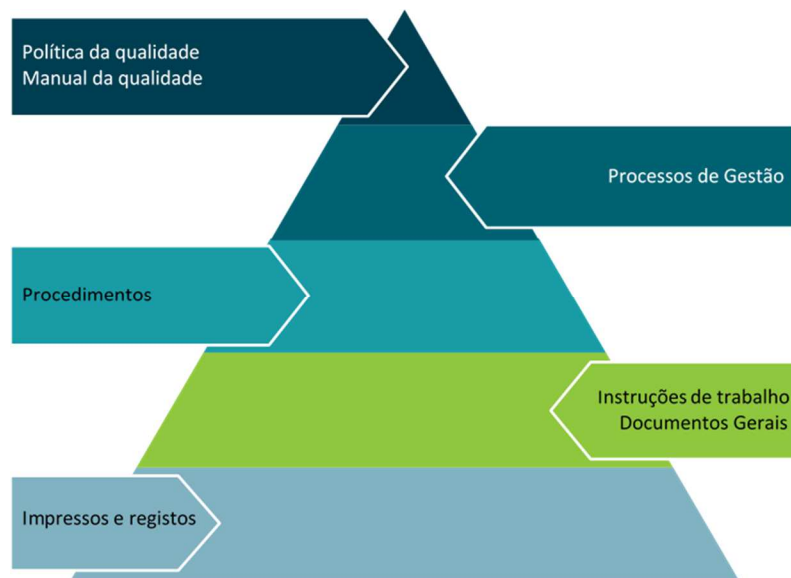 Política da qualidade
Manual da qualidade
Processos de Gestão
Procedimentos
Instruções de trabalho
Documentos Gerais
Impressos e registos